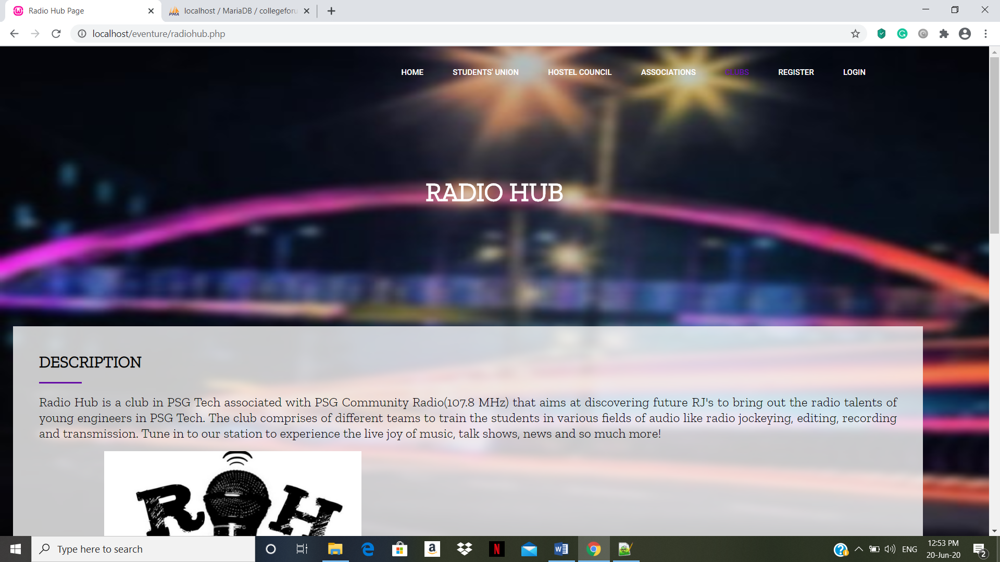 Radio Hub Page
localhost / MariaDB / collegeforu
localhost/eventure/radiohub.php
HOME STUDENTS' UNION HOSTEL COUNCIL ASSOCIATIONS CLUBS REGISTER LOGIN
RADIO HUB
DESCRIPTION
Radio Hub is a club in PSG Tech associated with PSG Community Radio(107.8 MHz) that aims at discovering future RJ's to bring out the radio talents of
young engineers in PSG Tech. The club comprises of different teams to train the students in various fields of audio like radio jockeying, editing, recording
and transmission. Tune in to our station to experience the live joy of music, talk shows, news and so much more!
R H
Type here to search
ENG
12:53 PM
20-Jun-20
2